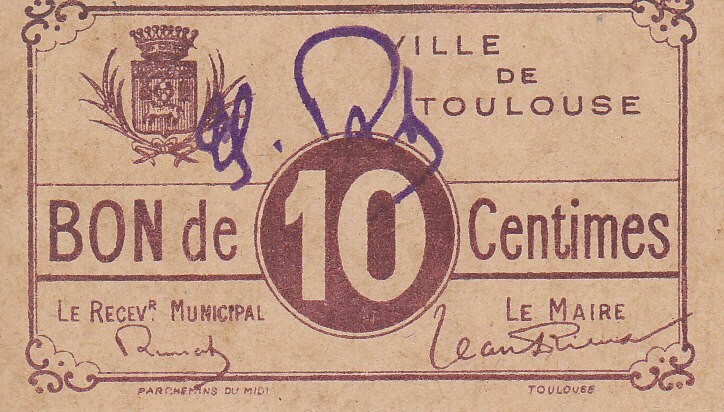 VILLE
DE
TOULOUSE
BON de 10 Centimes
LE RECEVR MUNICIPAL
LE MAIRE
PARCHEMINS DU MIDI
TOULOUSE